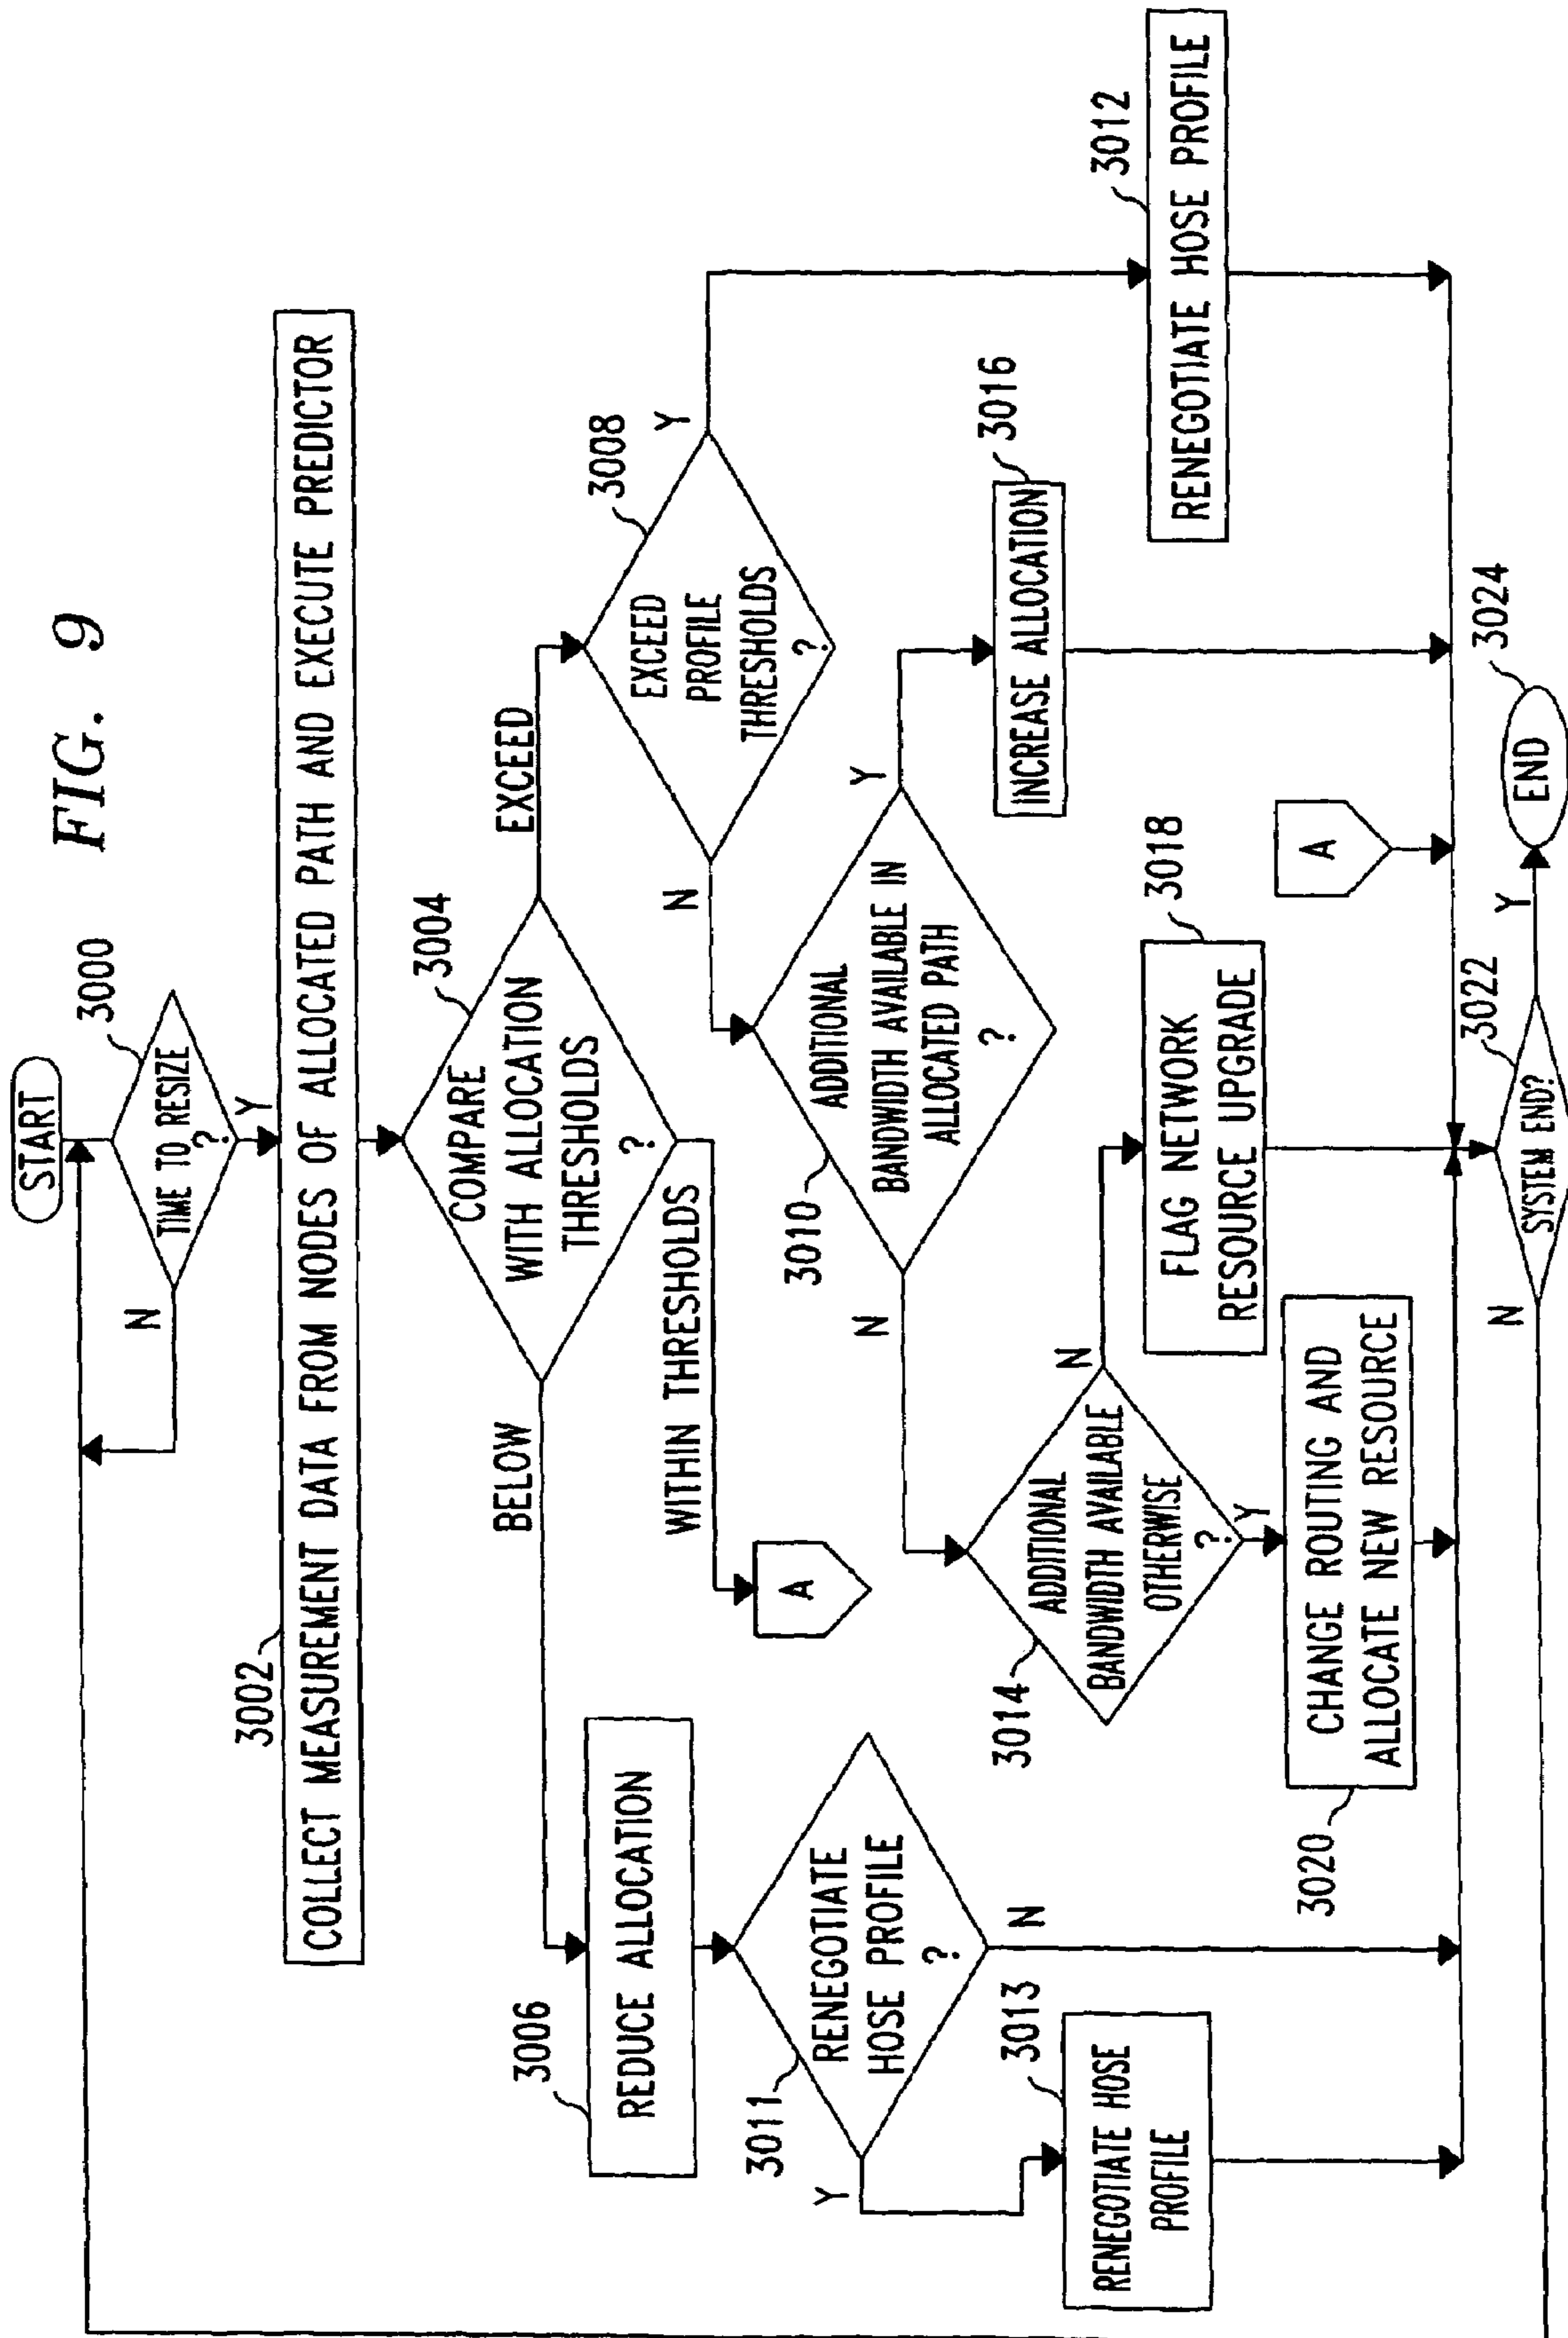 FIG. 9
START
3000
TIME TO RESIZE
?
N
Y
3002
COLLECT MEASUREMENT DATA FROM NODES OF ALLOCATED PATH AND EXECUTE PREDICTOR
3004
COMPARE
WITH ALLOCATION
THRESHOLDS
?
BELOW
EXCEED
WITHIN THRESHOLDS
A
3006
REDUCE ALLOCATION
3008
EXCEED
PROFILE
THRESHOLDS
?
N
Y
3011
RENEGOTIATE
HOSE PROFILE
?
Y
N
3010
ADDITIONAL
BANDWIDTH AVAILABLE IN
ALLOCATED PATH
?
N
Y
3013
RENEGOTIATE HOSE
PROFILE
3014
ADDITIONAL
BANDWIDTH AVAILABLE
OTHERWISE
?
N
Y
3016
INCREASE ALLOCATION
3012
RENEGOTIATE HOSE PROFILE
3018
FLAG NETWORK
RESOURCE UPGRADE
A
3020
CHANGE ROUTING AND
ALLOCATE NEW RESOURCE
3022
SYSTEM END?
N
Y
3024
END